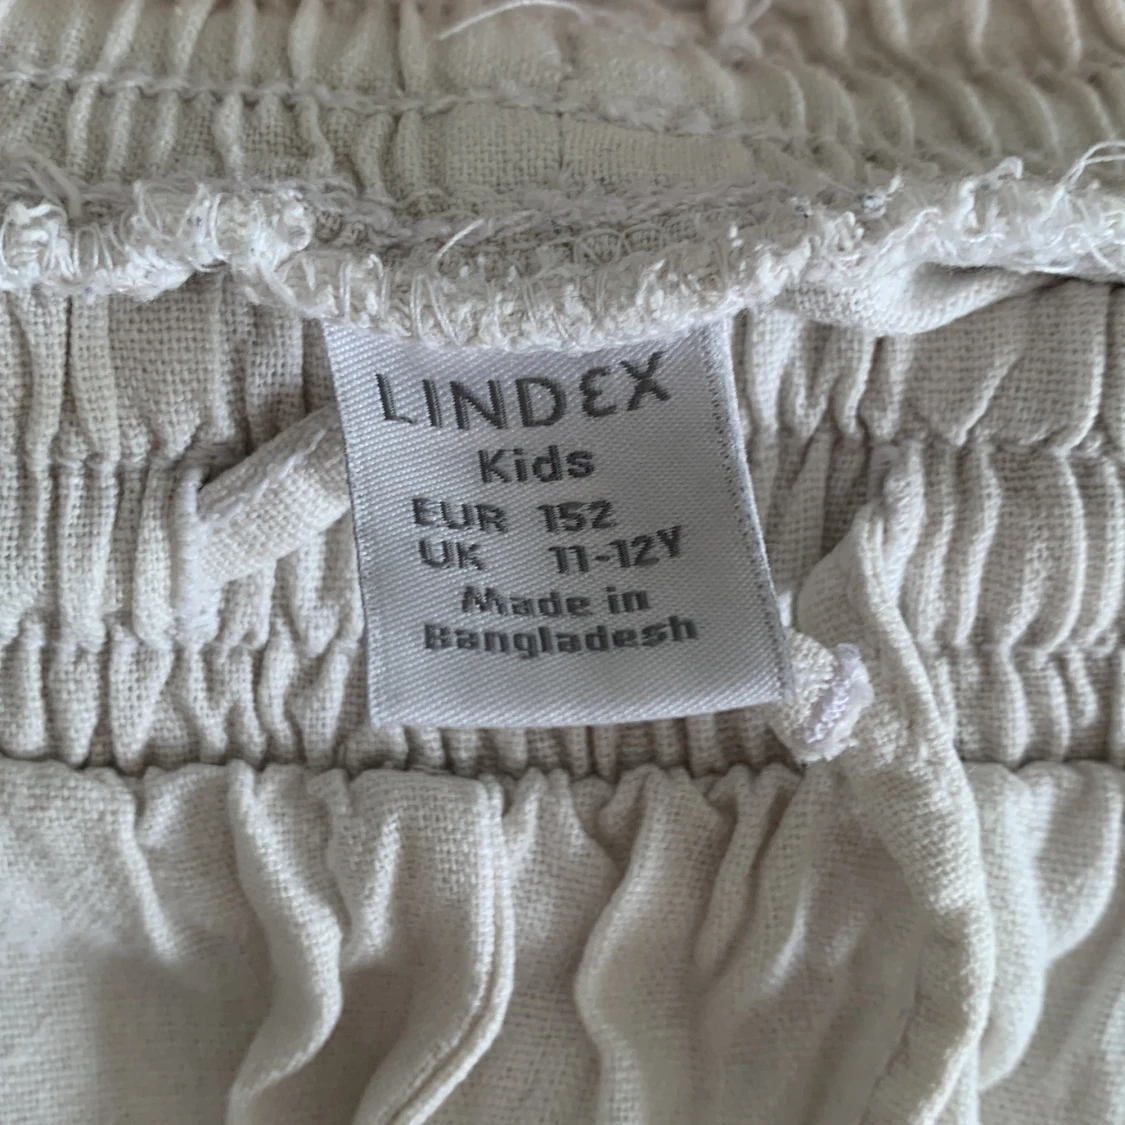 LINDEX
Kids
EUR 152
UK 11-12Y
Made in
Bangladesh